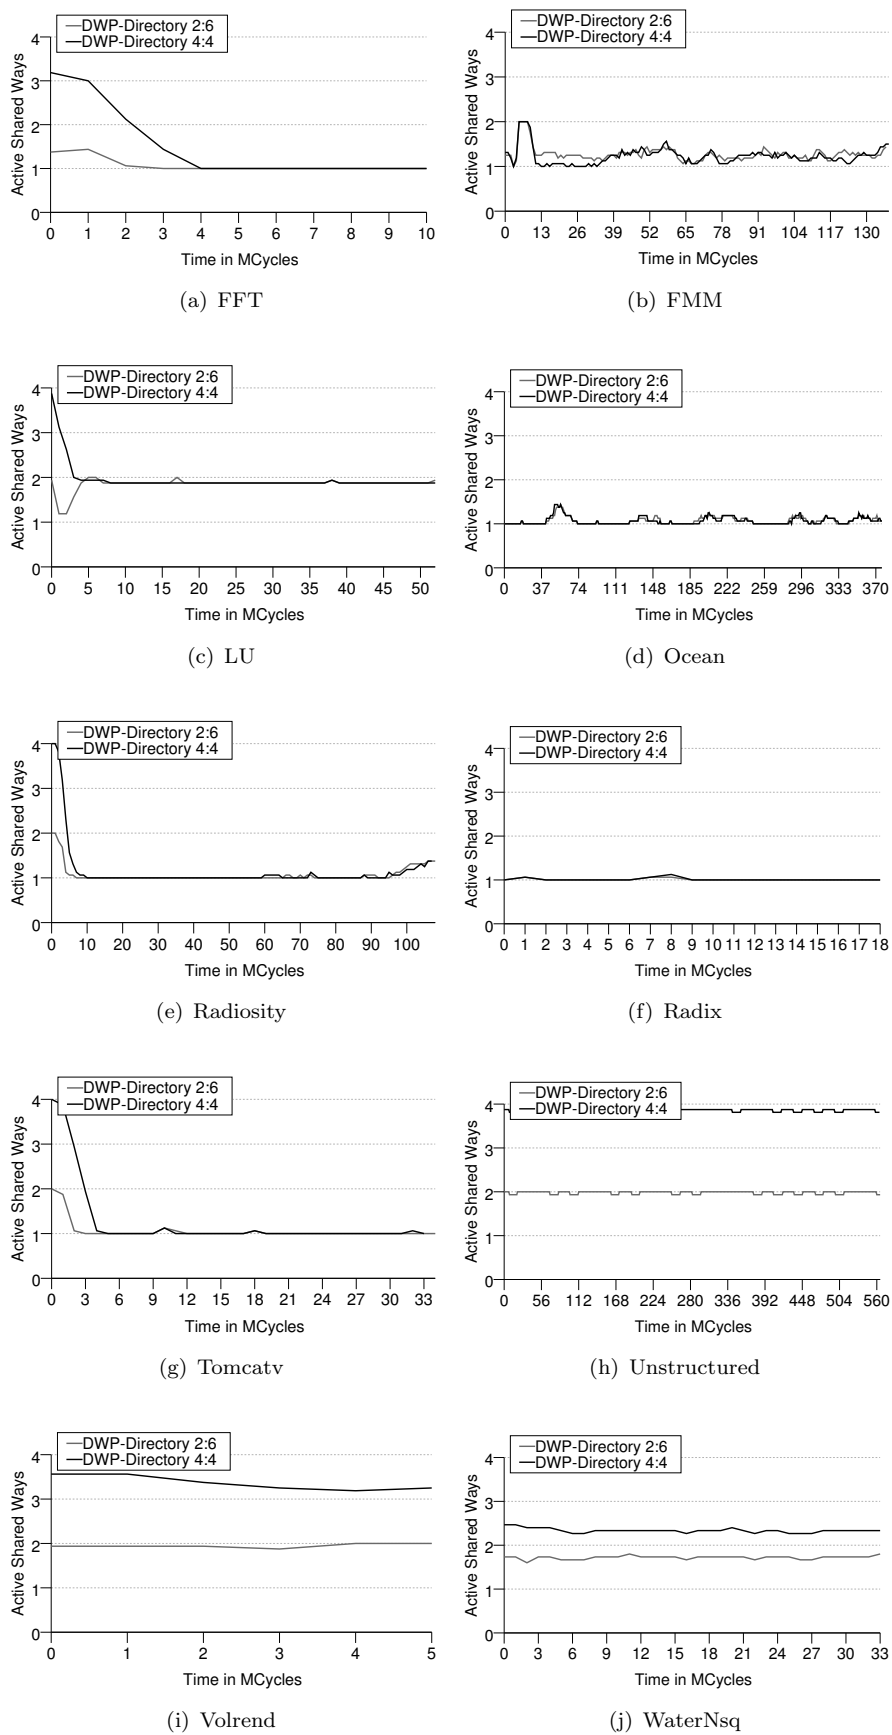 DWP-Directory 2:6
DWP-Directory 4:4
Active Shared Ways
4
3
2
1
0
0 1 2 3 4 5 6 7 8 9 10
Time in MCycles
(a) FFT
DWP-Directory 2:6
DWP-Directory 4:4
Active Shared Ways
4
3
2
1
0
0 13 26 39 52 65 78 91 104 117 130
Time in MCycles
(b) FMM
DWP-Directory 2:6
DWP-Directory 4:4
Active Shared Ways
4
3
2
1
0
0 5 10 15 20 25 30 35 40 45 50
Time in MCycles
(c) LU
DWP-Directory 2:6
DWP-Directory 4:4
Active Shared Ways
4
3
2
1
0
0 37 74 111 148 185 222 259 296 333 370
Time in MCycles
(d) Ocean
DWP-Directory 2:6
DWP-Directory 4:4
Active Shared Ways
4
3
2
1
0
0 10 20 30 40 50 60 70 80 90 100
Time in MCycles
(e) Radiosity
DWP-Directory 2:6
DWP-Directory 4:4
Active Shared Ways
4
3
2
1
0
0 1 2 3 4 5 6 7 8 9 10 11 12 13 14 15 16 17 18
Time in MCycles
(f) Radix
DWP-Directory 2:6
DWP-Directory 4:4
Active Shared Ways
4
3
2
1
0
0 3 6 9 12 15 18 21 24 27 30 33
Time in MCycles
(g) Tomcatv
DWP-Directory 2:6
DWP-Directory 4:4
Active Shared Ways
4
3
2
1
0
0 56 112 168 224 280 336 392 448 504 560
Time in MCycles
(h) Unstructured
DWP-Directory 2:6
DWP-Directory 4:4
Active Shared Ways
4
3
2
1
0
0 1 2 3 4 5
Time in MCycles
(i) Volrend
DWP-Directory 2:6
DWP-Directory 4:4
Active Shared Ways
4
3
2
1
0
0 3 6 9 12 15 18 21 24 27 30 33
Time in MCycles
(j) WaterNsq